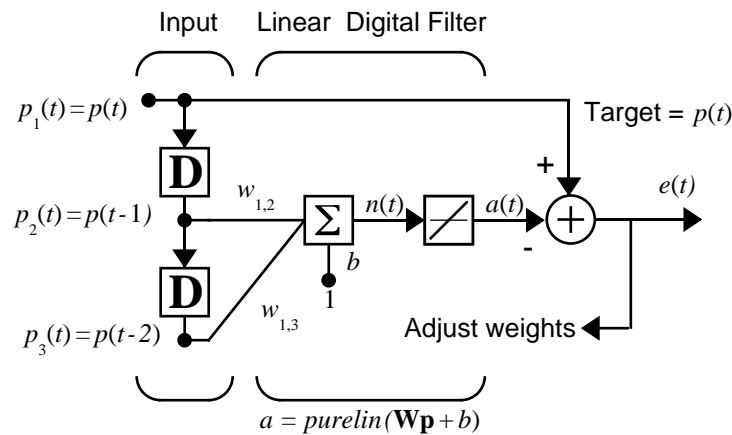 Input Linear Digital Filter
p1(t) = p(t)
Target = p(t)
D
+
w1,2 n(t) a(t) e(t)
p2(t) = p(t-1)
Σ
+
-
b
D
1
w1,3
p3(t) = p(t-2)
Adjust weights
a = purelin(Wp + b)